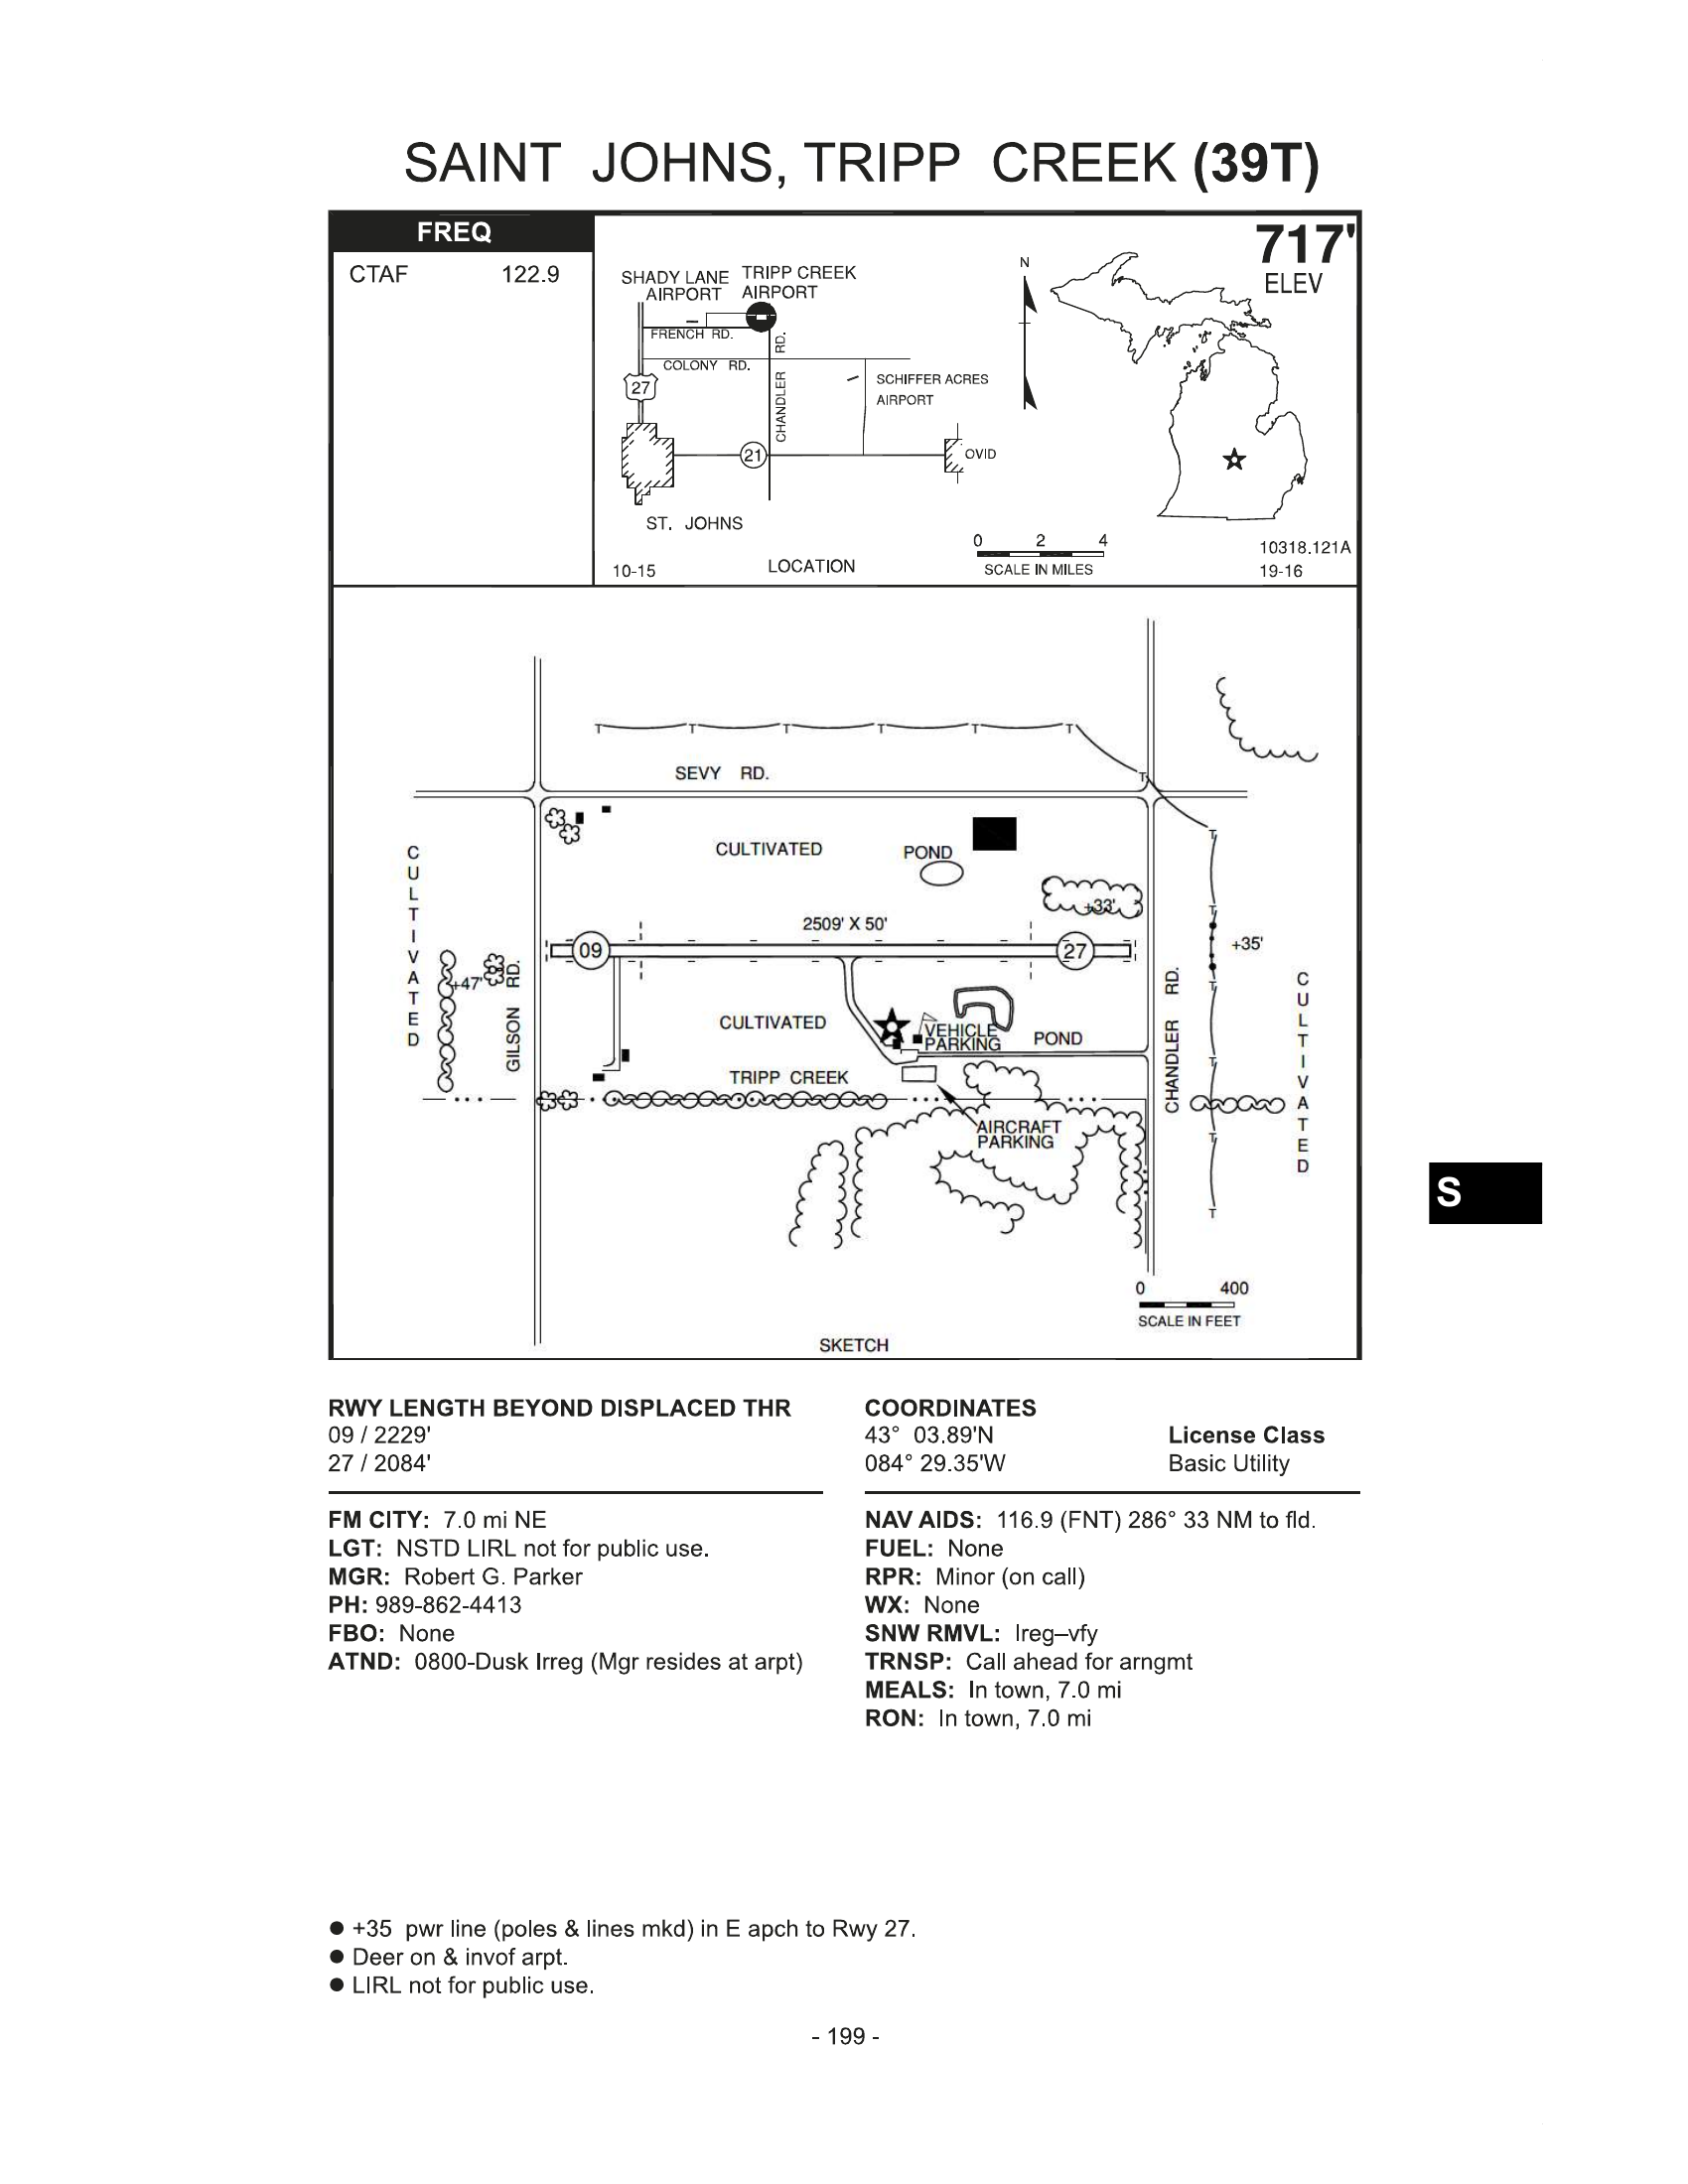 SAINT JOHNS, TRIPP CREEK (39T)
FREQ
CTAF 122.9
717'
ELEV
N
SHADY LANE
AIRPORT
TRIPP CREEK
AIRPORT
FRENCH RD.
COLONY RD.
CHANDLER RD.
27
SCHIFFER ACRES
AIRPORT
21
OVID
ST. JOHNS
0 2 4
SCALE IN MILES
10318.121A
19-16
10-15
LOCATION
SEVY RD.
CULTIVATED
CULTIVATED
POND
+33'
2509' X 50'
09
27
+35'
+47'
GILSON RD.
CULTIVATED
VEHICLE
PARKING
POND
CHANDLER RD.
CULTIVATED
TRIPP CREEK
AIRCRAFT
PARKING
T T T T T T T T T T T T T
0 400
SCALE IN FEET
SKETCH
S
RWY LENGTH BEYOND DISPLACED THR
09 / 2229'
27 / 2084'
COORDINATES
43° 03.89'N
084° 29.35'W
License Class
Basic Utility
FM CITY: 7.0 mi NE
LGT: NSTD LIRL not for public use.
MGR: Robert G. Parker
PH: 989-862-4413
FBO: None
ATND: 0800-Dusk Irreg (Mgr resides at arpt)
NAV AIDS: 116.9 (FNT) 286° 33 NM to fld.
FUEL: None
RPR: Minor (on call)
WX: None
SNW RMVL: Ireg–vfy
TRNSP: Call ahead for arngmt
MEALS: In town, 7.0 mi
RON: In town, 7.0 mi
● +35 pwr line (poles & lines mkd) in E apch to Rwy 27.
● Deer on & invof arpt.
● LIRL not for public use.
- 199 -